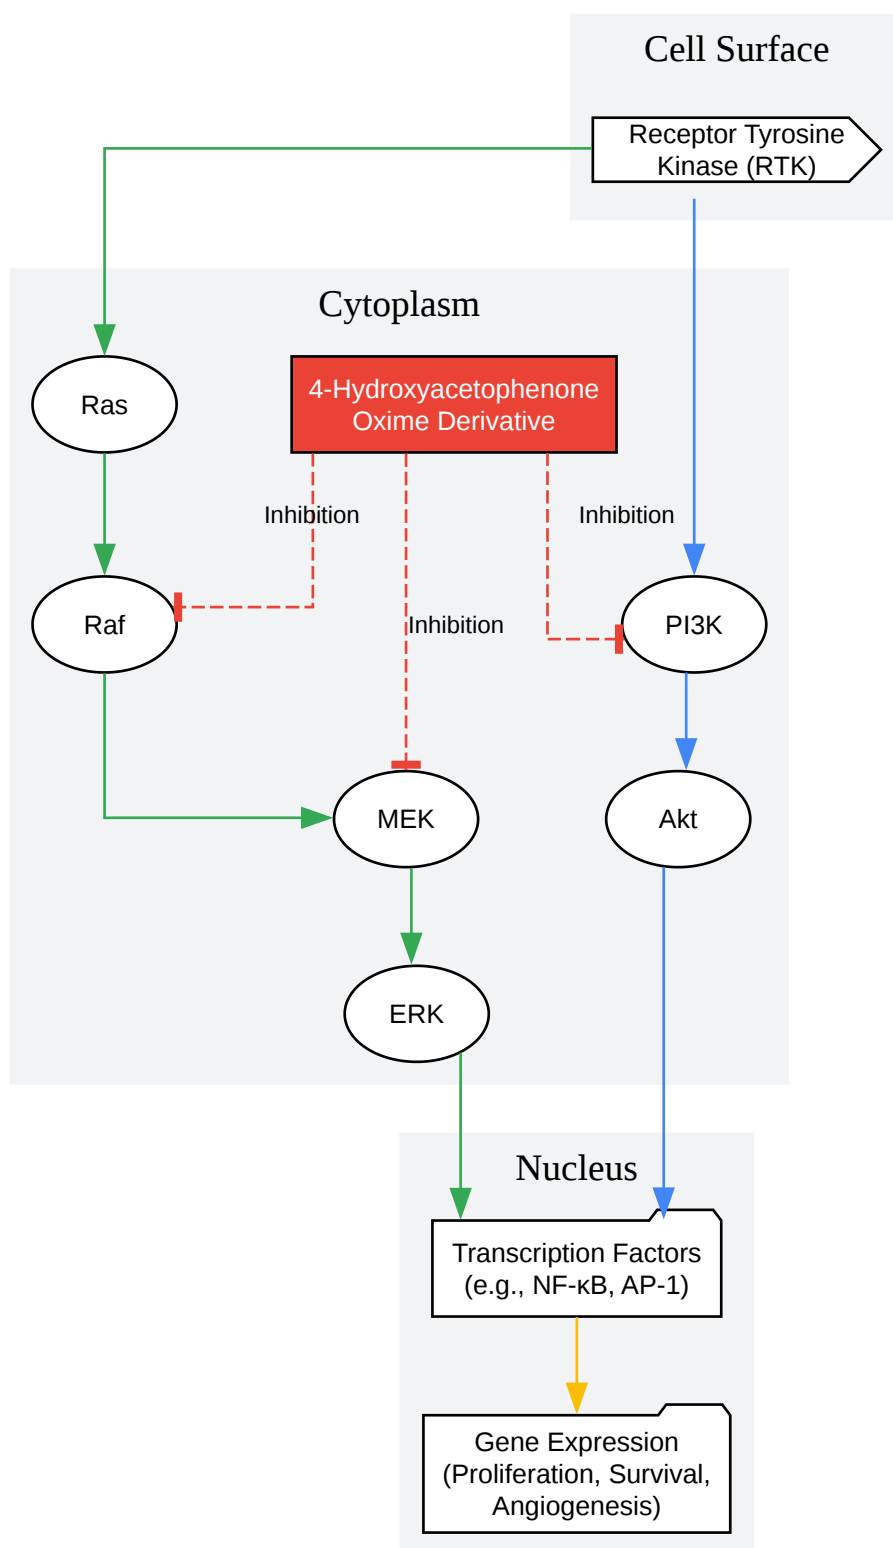 Cell Surface
Receptor Tyrosine
Kinase (RTK)
Cytoplasm
Ras
4-Hydroxyacetophenone
Oxime Derivative
Inhibition
Inhibition
Raf
Inhibition
PI3K
MEK
Akt
ERK
Nucleus
Transcription Factors
(e.g., NF-κB, AP-1)
Gene Expression
(Proliferation, Survival,
Angiogenesis)